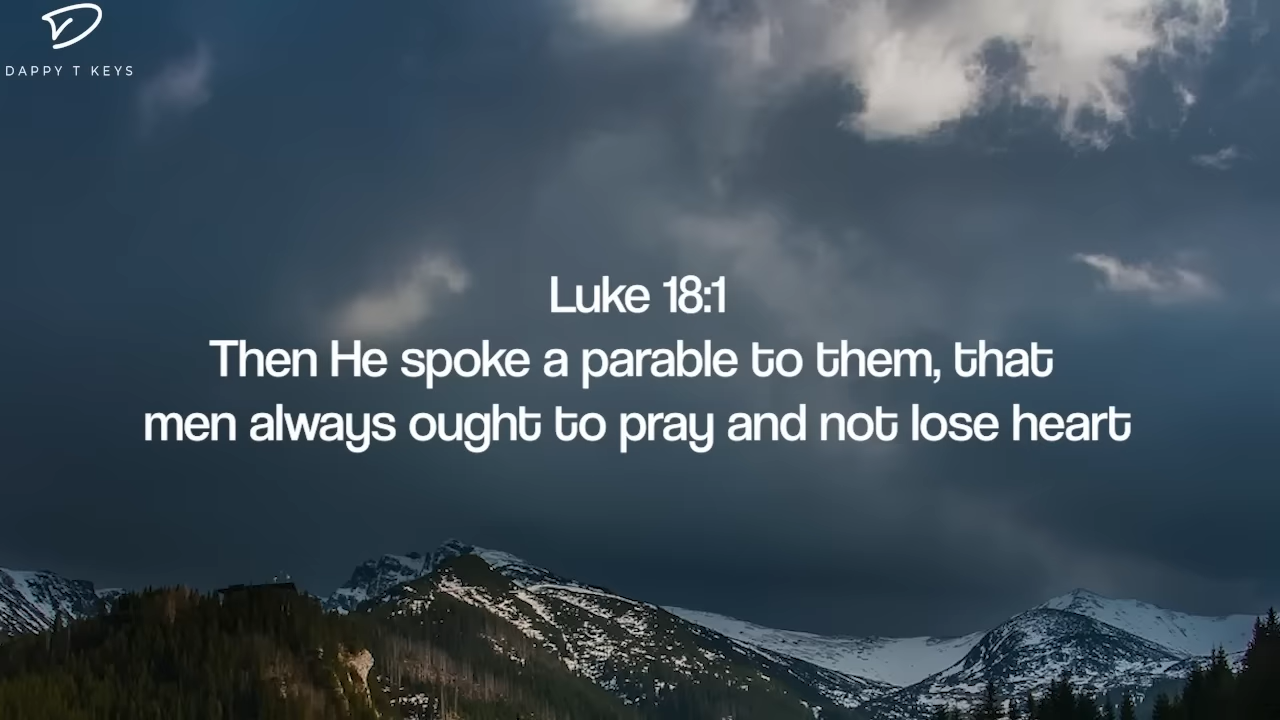 DAPPY T KEYS
Luke 18:1
Then He spoke a parable to them, that
men always ought to pray and not lose heart